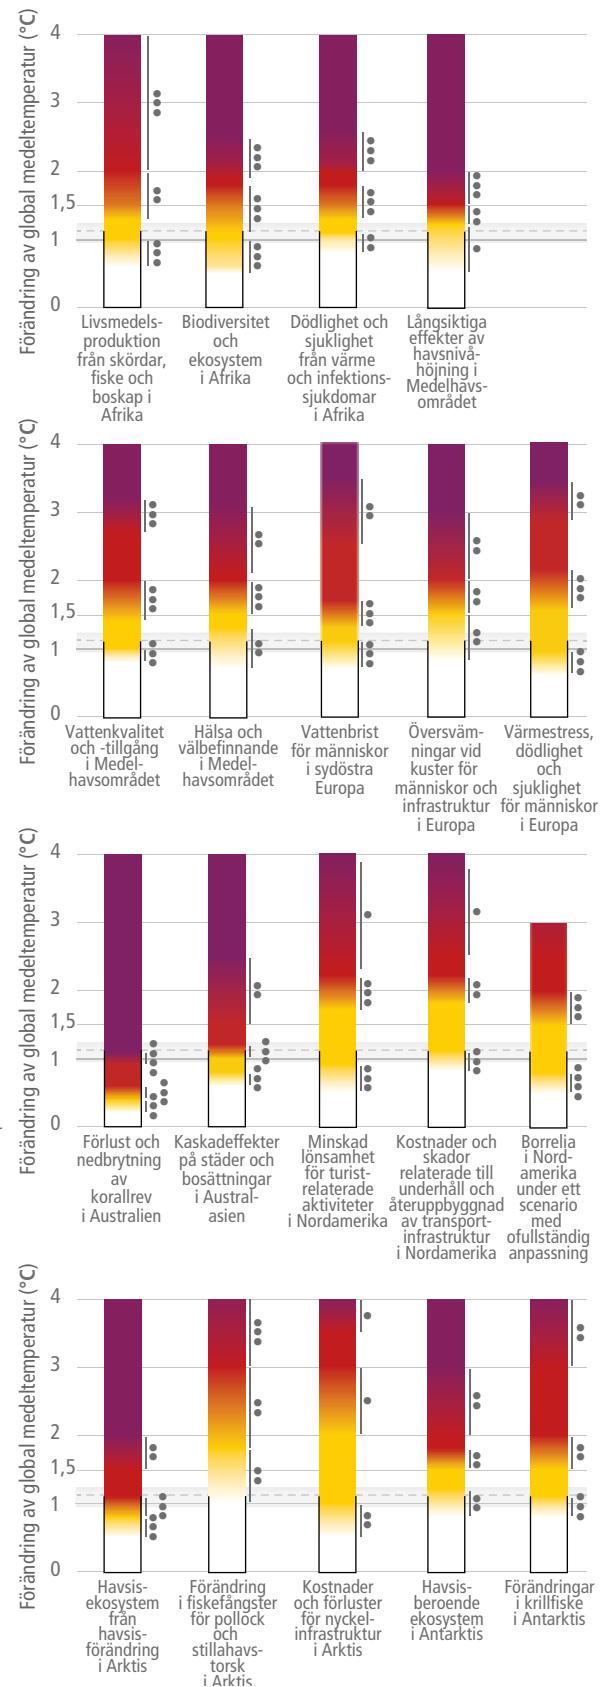 Förändring av global medeltemperatur (°C)
4
3
2
1,5
1
0
Livsmedels-
produktion
från skördar,
fiske och
boskap i
Afrika
Biodiversitet
och
ekosystem
i Afrika
Dödlighet och
sjuklighet
från värme
och infektions-
sjukdomar
i Afrika
Långsiktiga
effekter av
havsnivå-
höjning i
Medelhavs-
området
Förändring av global medeltemperatur (°C)
4
3
2
1,5
1
0
Vattenkvalitet
och -tillgång
i Medel-
havsområdet
Hälsa och
välbefinnande
i Medel-
havsområdet
Vattenbrist
för människor
i sydöstra
Europa
Översväm-
ningar vid
kuster för
människor och
infrastruktur
i Europa
Värmestress,
dödlighet
och
sjuklighet
för människor
i Europa
Förändring av global medeltemperatur (°C)
4
3
2
1,5
1
0
Förlust och
nedbrytning
av
korallrev
i Australien
Kaskadeffekter
på städer och
bosättningar
i Austral-
asien
Minskad
lönsamhet
för turist-
relaterade
aktiviteter
i Nordamerika
Kostnader och
skador
relaterade till
underhåll och
återuppbyggnad
av transport-
infrastruktur
i Nordamerika
Borrelia
i Nord-
amerika
under ett
scenario
med
ofullständig
anpassning
Förändring av global medeltemperatur (°C)
4
3
2
1,5
1
0
Havsis-
ekosystem
från
havsis-
förändring
i Arktis
Förändring
i fiskefångster
för pollock
och
stillahavs-
torsk
i Arktis
Kostnader
och förluster
för nyckel-
infrastruktur
i Arktis
Havsis-
beroende
ekosystem
i Antarktis
Förändringar
i krillfiske
i Antarktis